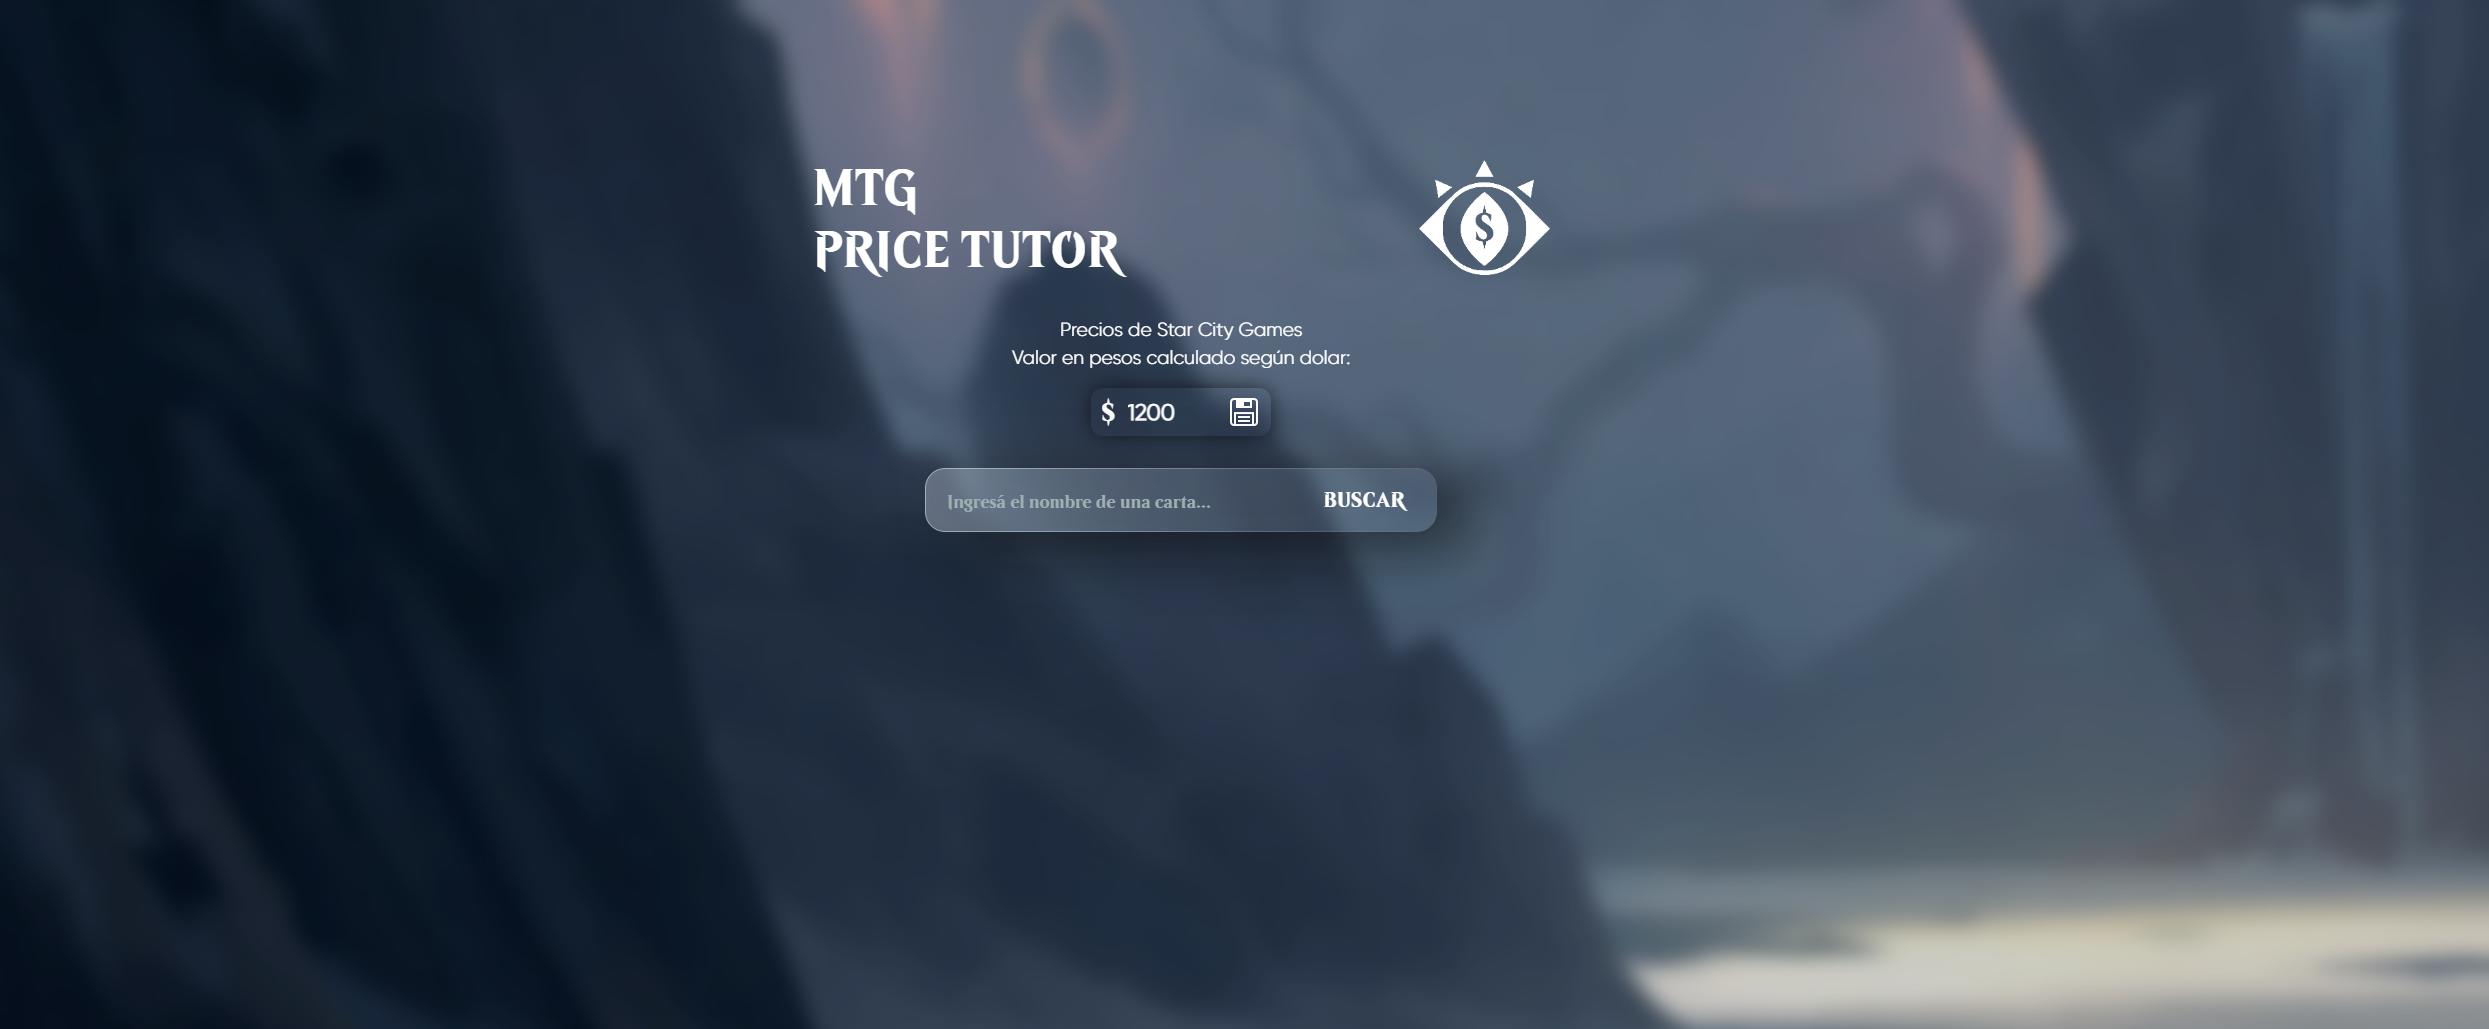 MTG
PRICE TUTOR
$
Precios de Star City Games
Valor en pesos calculado según dolar:
$ 1200
Ingresá el nombre de una carta...
BUSCAR